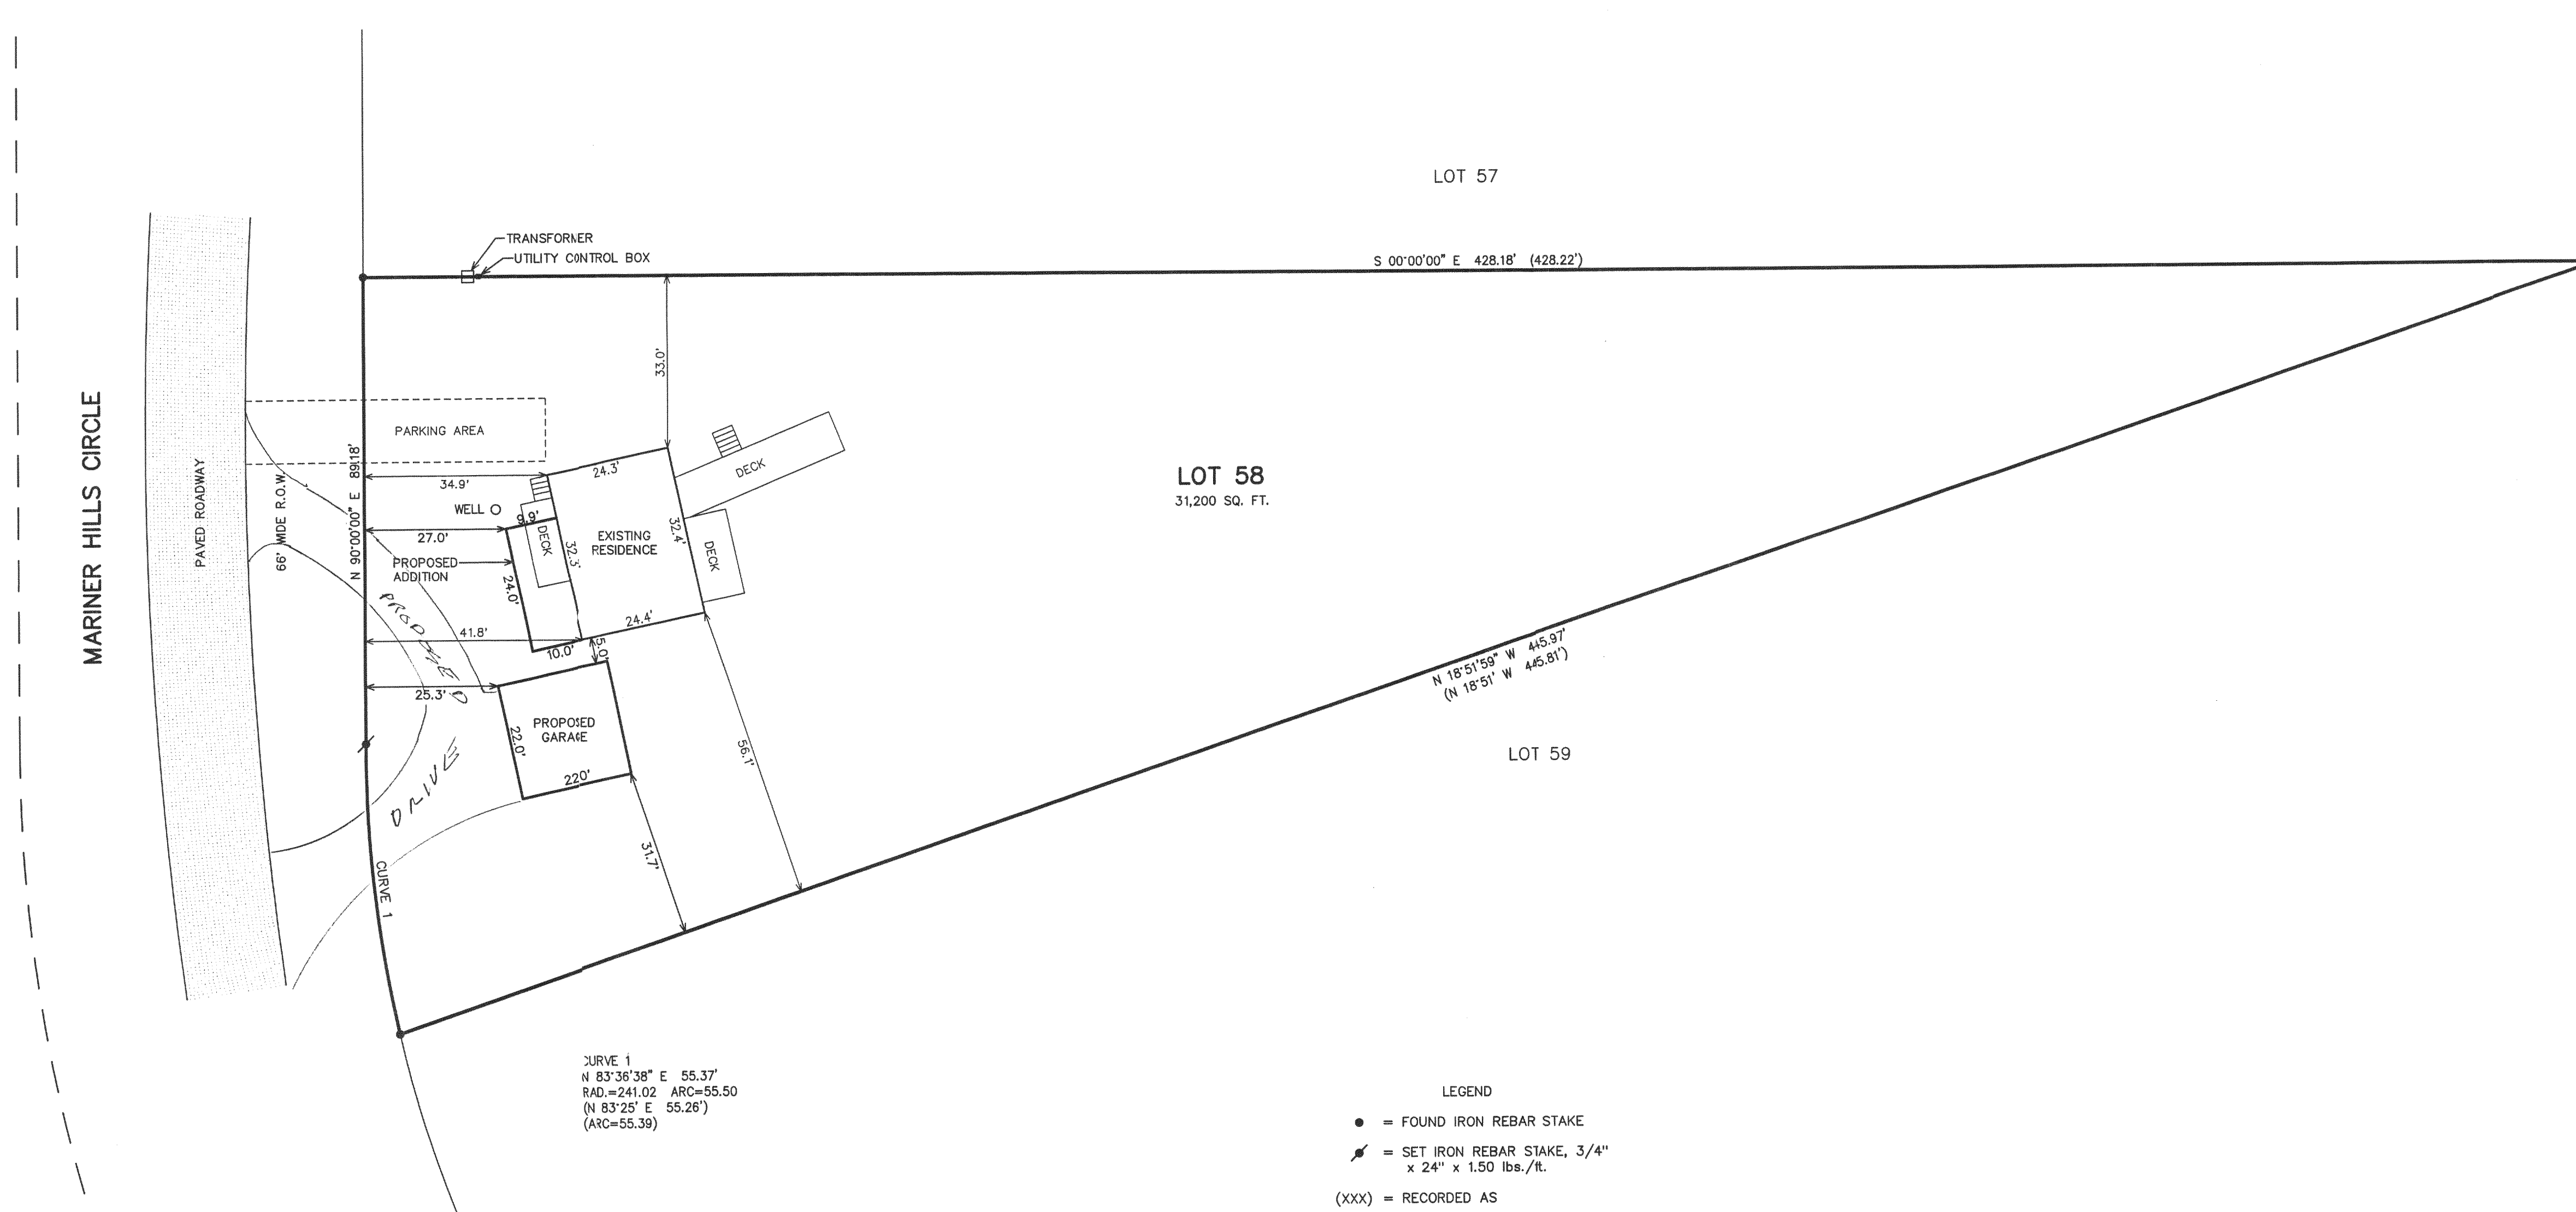 LOT 57
TRANSFORMER
UTILITY CONTROL BOX
S 00°00'00" E 428.18' (428.22')
33.0'
MARINER HILLS CIRCLE
PAVED ROADWAY
66' WIDE R.O.W.
N 90°00'00" E 89.18'
PARKING AREA
34.9'
24.3'
DECK
LOT 58
31,200 SQ. FT.
WELL
9.9'
27.0'
DECK
32.3'
EXISTING
RESIDENCE
32.4'
DECK
PROPOSED
ADDITION
24.0'
PROPOSED
DRIVE
41.8'
24.4'
10.0'
5.0'
25.3'
PROPOSED
GARAGE
22.0'
220'
56.1'
31.7'
N 18°51'59" W 445.97'
(N 18°51' W 445.81')
LOT 59
CURVE 1
CURVE 1
N 83°36'38" E 55.37'
RAD.=241.02 ARC=55.50
(N 83°25' E 55.26')
(ARC=55.39)
LEGEND
= FOUND IRON REBAR STAKE
= SET IRON REBAR STAKE, 3/4"
x 24" x 1.50 lbs./ft.
(XXX) = RECORDED AS